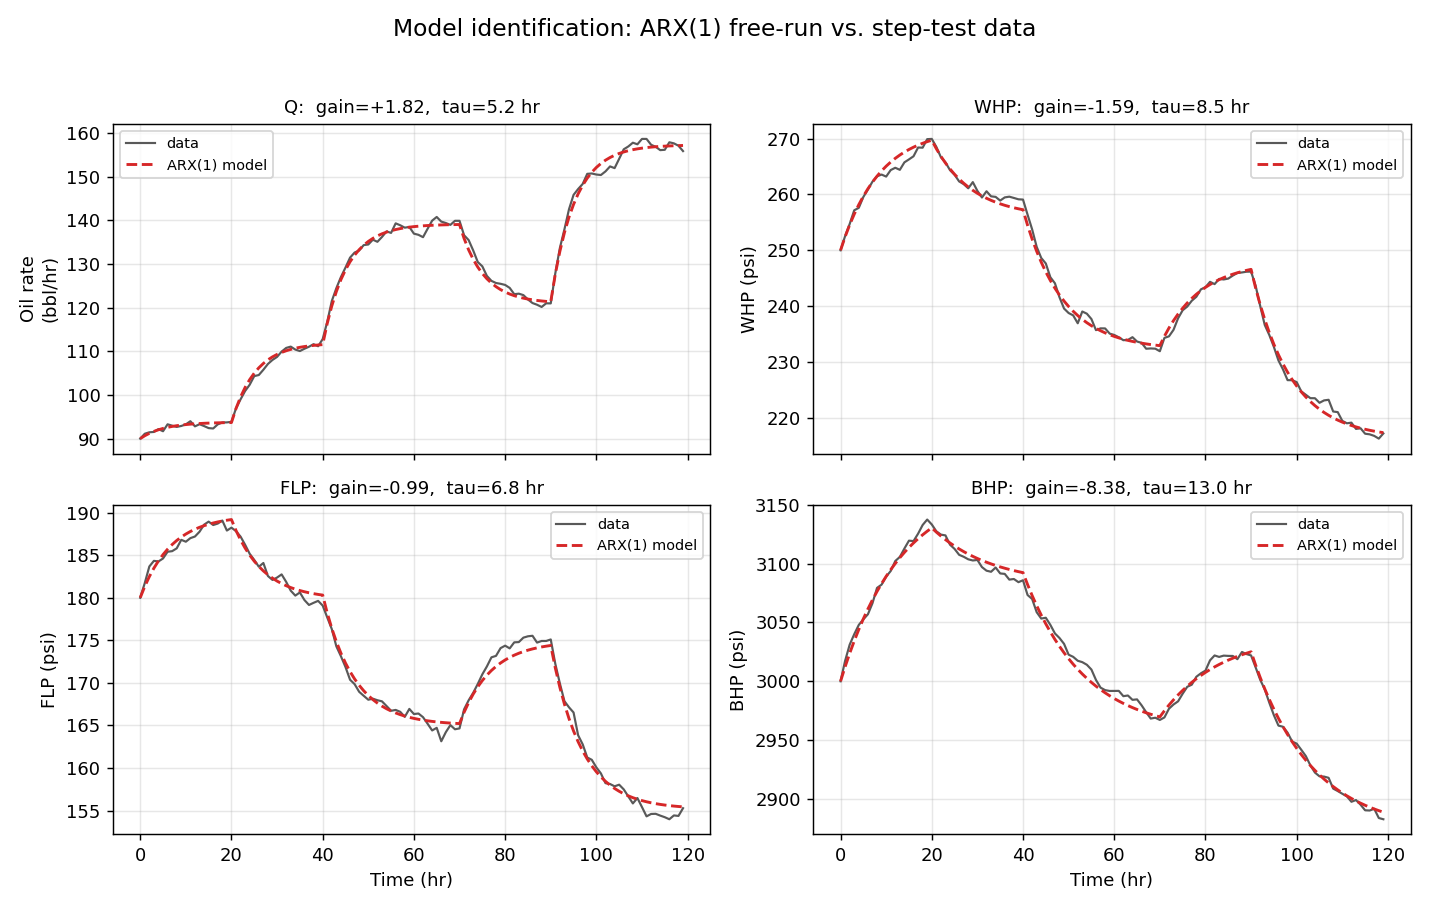 Model identification: ARX(1) free-run vs. step-test data
Q:  gain=+1.82,  tau=5.2 hr
160
150
140
130
120
110
100
90
Oil rate
(bbl/hr)
data
ARX(1) model
WHP:  gain=-1.59,  tau=8.5 hr
270
260
250
240
230
220
WHP (psi)
data
ARX(1) model
FLP:  gain=-0.99,  tau=6.8 hr
190
185
180
175
170
165
160
155
FLP (psi)
data
ARX(1) model
0 20 40 60 80 100 120
Time (hr)
BHP:  gain=-8.38,  tau=13.0 hr
3150
3100
3050
3000
2950
2900
BHP (psi)
data
ARX(1) model
0 20 40 60 80 100 120
Time (hr)